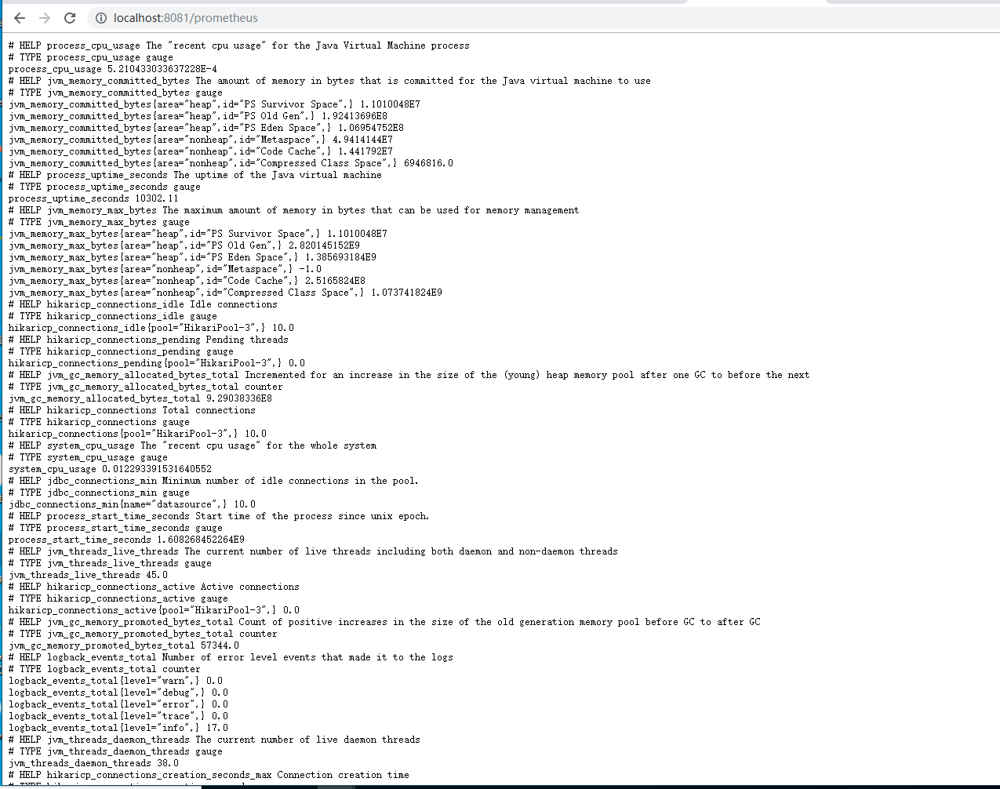 localhost:8081/prometheus
# HELP process_cpu_usage The "recent cpu usage" for the Java Virtual Machine process
# TYPE process_cpu_usage gauge
process_cpu_usage 5.210433033637228E-4
# HELP jvm_memory_committed_bytes The amount of memory in bytes that is committed for the Java virtual machine to use
# TYPE jvm_memory_committed_bytes gauge
jvm_memory_committed_bytes{area="heap",id="PS Survivor Space",} 1.1010048E7
jvm_memory_committed_bytes{area="heap",id="PS Old Gen",} 1.92413696E8
jvm_memory_committed_bytes{area="heap",id="PS Eden Space",} 1.06954752E8
jvm_memory_committed_bytes{area="nonheap",id="Metaspace",} 4.9414144E7
jvm_memory_committed_bytes{area="nonheap",id="Code Cache",} 1.441792E7
jvm_memory_committed_bytes{area="nonheap",id="Compressed Class Space",} 6946816.0
# HELP process_uptime_seconds The uptime of the Java virtual machine
# TYPE process_uptime_seconds gauge
process_uptime_seconds 10302.11
# HELP jvm_memory_max_bytes The maximum amount of memory in bytes that can be used for memory management
# TYPE jvm_memory_max_bytes gauge
jvm_memory_max_bytes{area="heap",id="PS Survivor Space",} 1.1010048E7
jvm_memory_max_bytes{area="heap",id="PS Old Gen",} 2.820145152E9
jvm_memory_max_bytes{area="heap",id="PS Eden Space",} 1.385693184E9
jvm_memory_max_bytes{area="nonheap",id="Metaspace",} -1.0
jvm_memory_max_bytes{area="nonheap",id="Code Cache",} 2.5165824E8
jvm_memory_max_bytes{area="nonheap",id="Compressed Class Space",} 1.073741824E9
# HELP hikaricp_connections_idle Idle connections
# TYPE hikaricp_connections_idle gauge
hikaricp_connections_idle{pool="HikariPool-3",} 10.0
# HELP hikaricp_connections_pending Pending threads
# TYPE hikaricp_connections_pending gauge
hikaricp_connections_pending{pool="HikariPool-3",} 0.0
# HELP jvm_gc_memory_allocated_bytes_total Incremented for an increase in the size of the (young) heap memory pool after one GC to before the next
# TYPE jvm_gc_memory_allocated_bytes_total counter
jvm_gc_memory_allocated_bytes_total 9.29038336E8
# HELP hikaricp_connections Total connections
# TYPE hikaricp_connections gauge
hikaricp_connections{pool="HikariPool-3",} 10.0
# HELP system_cpu_usage The "recent cpu usage" for the whole system
# TYPE system_cpu_usage gauge
system_cpu_usage 0.012293391531640552
# HELP jdbc_connections_min Minimum number of idle connections in the pool.
# TYPE jdbc_connections_min gauge
jdbc_connections_min{name="datasource",} 10.0
# HELP process_start_time_seconds Start time of the process since unix epoch.
# TYPE process_start_time_seconds gauge
process_start_time_seconds 1.608268452264E9
# HELP jvm_threads_live_threads The current number of live threads including both daemon and non-daemon threads
# TYPE jvm_threads_live_threads gauge
jvm_threads_live_threads 45.0
# HELP hikaricp_connections_active Active connections
# TYPE hikaricp_connections_active gauge
hikaricp_connections_active{pool="HikariPool-3",} 0.0
# HELP jvm_gc_memory_promoted_bytes_total Count of positive increases in the size of the old generation memory pool before GC to after GC
# TYPE jvm_gc_memory_promoted_bytes_total counter
jvm_gc_memory_promoted_bytes_total 57344.0
# HELP logback_events_total Number of error level events that made it to the logs
# TYPE logback_events_total counter
logback_events_total{level="warn",} 0.0
logback_events_total{level="debug",} 0.0
logback_events_total{level="error",} 0.0
logback_events_total{level="trace",} 0.0
logback_events_total{level="info",} 17.0
# HELP jvm_threads_daemon_threads The current number of live daemon threads
# TYPE jvm_threads_daemon_threads gauge
jvm_threads_daemon_threads 38.0
# HELP hikaricp_connections_creation_seconds_max Connection creation time